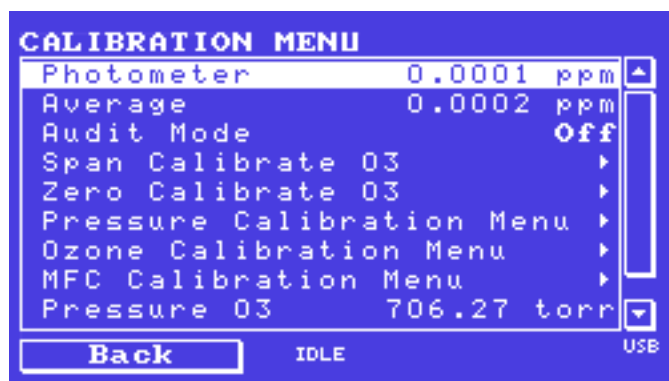 CALIBRATION MENU
Photometer 0.0001 ppm
Average 0.0002 ppm
Audit Mode Off
Span Calibrate O3
Zero Calibrate O3
Pressure Calibration Menu
Ozone Calibration Menu
MFC Calibration Menu
Pressure O3 706.27 torr
Back IDLE USB